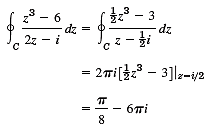 ∮_C (z³ − 6)/(2z − i) dz = ∮_C (½z³ − 3)/(z − ½i) dz
= 2πi[½z³ − 3]|_{z=i/2}
= π/8 − 6πi